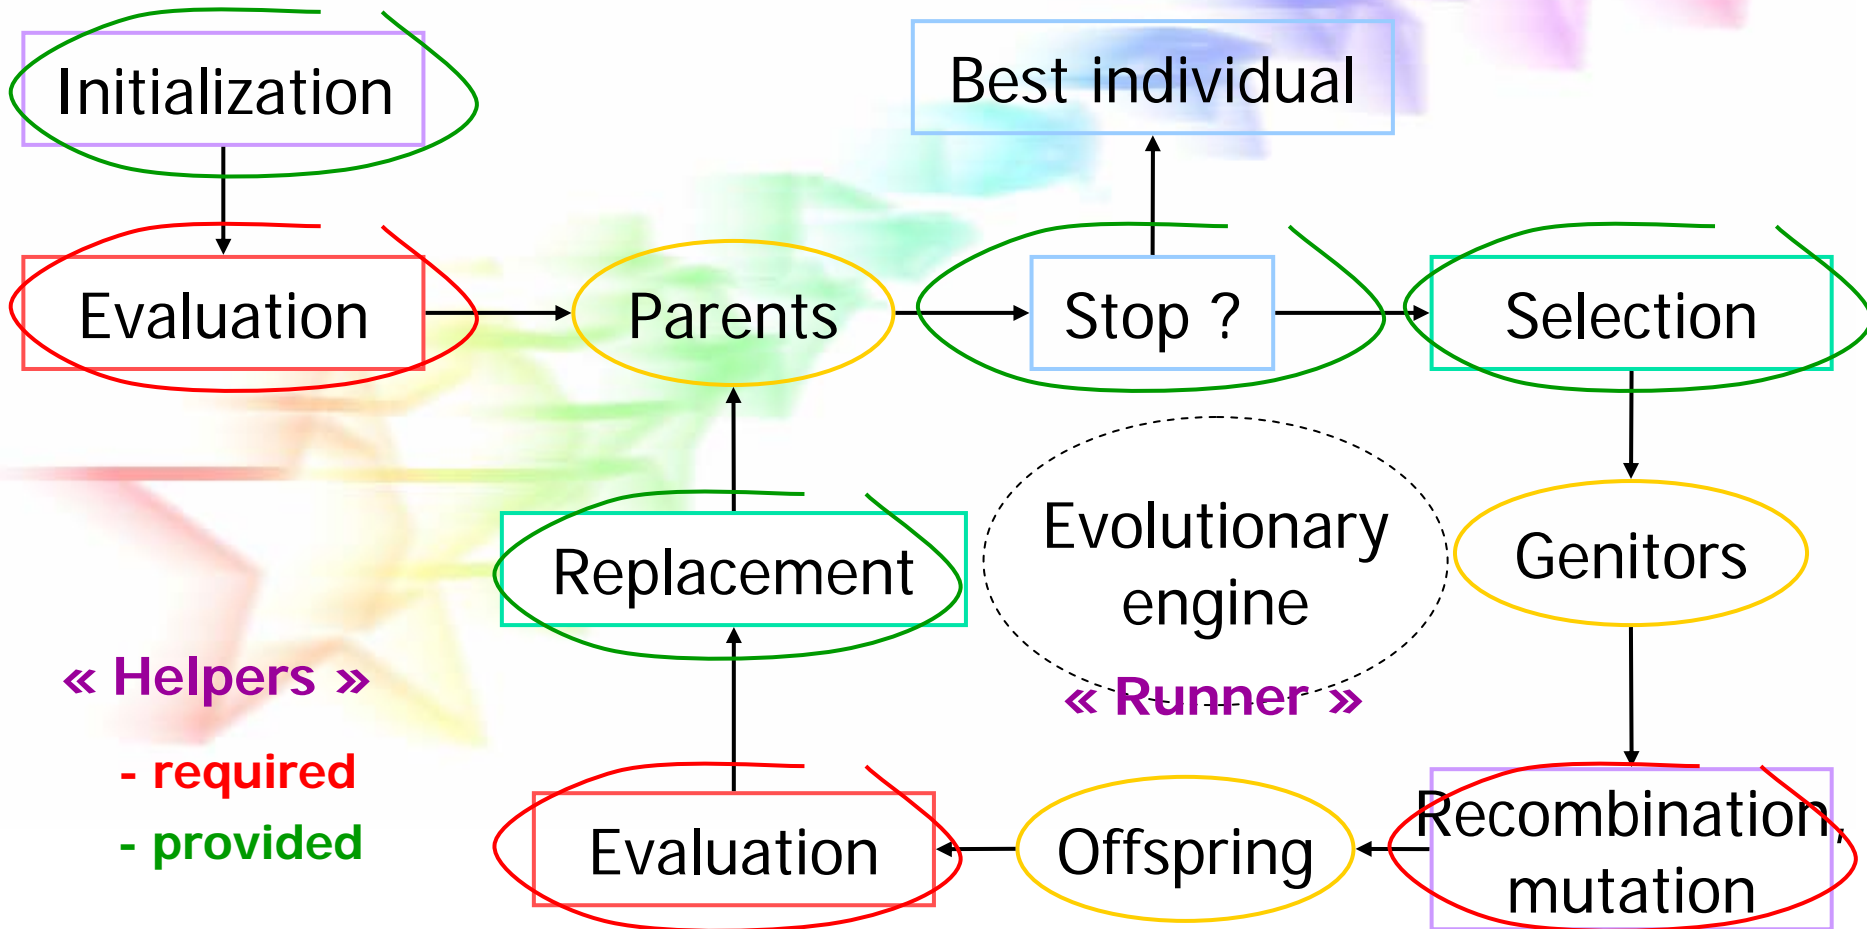 Initialization
Best individual
Evaluation
Parents
Stop ?
Selection
Replacement
Evolutionary
engine
Genitors
« Helpers »
« Runner »
- required
- provided
Evaluation
Offspring
Recombination,
mutation